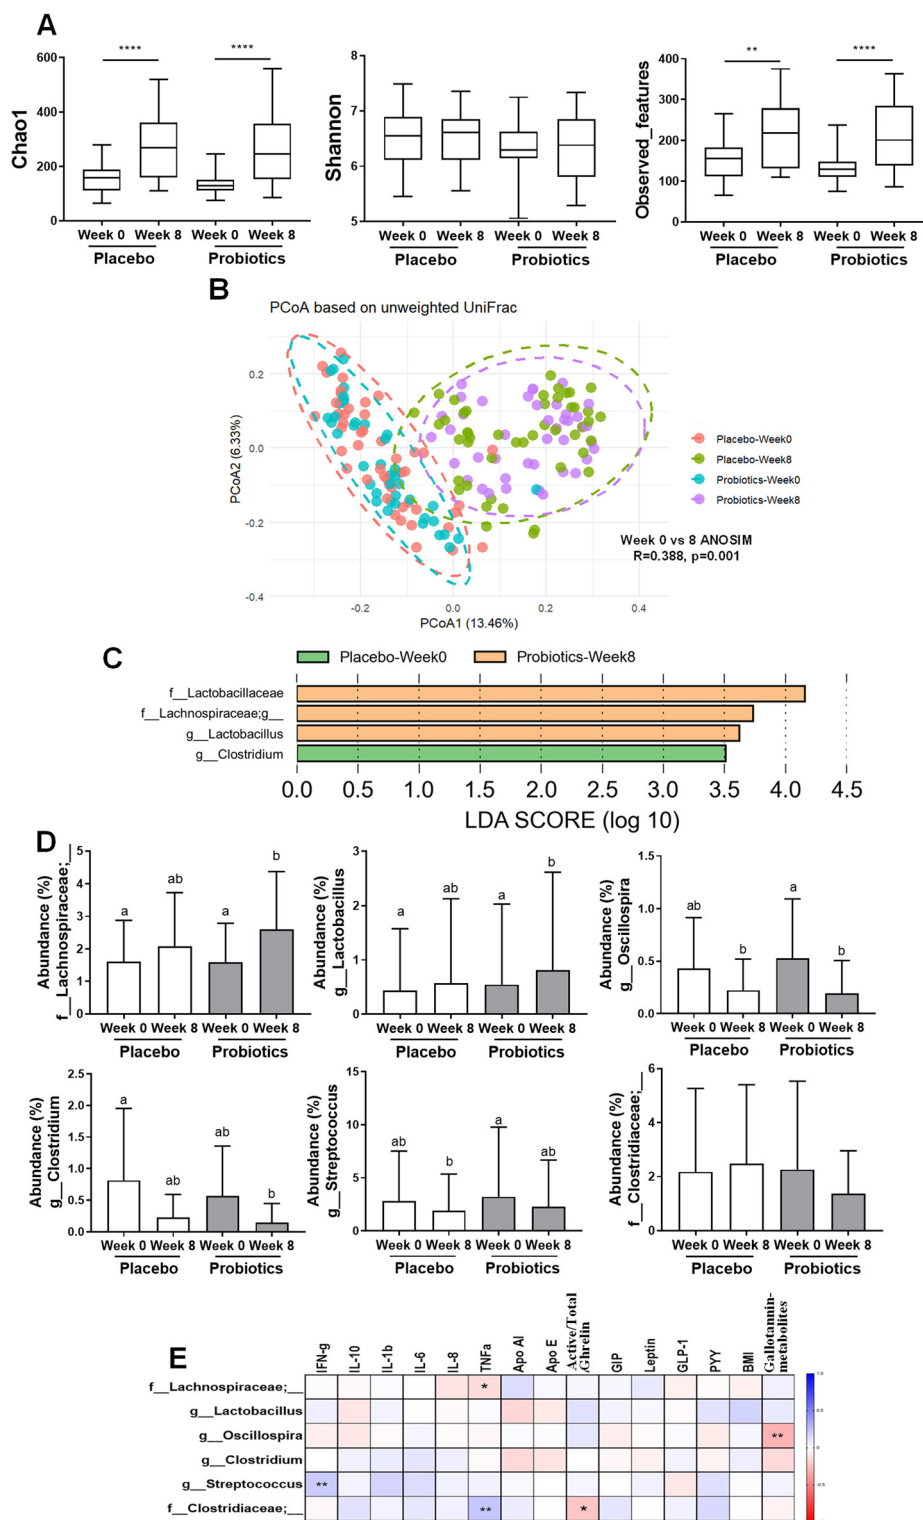 A
**** **** ** ****
600 8 400
400 7 300
200 6 200
0 5 100
0
Chao1
Shannon
Observed_features
Week 0 Week 8 Week 0 Week 8
Placebo Probiotics
Week 0 Week 8 Week 0 Week 8
Placebo Probiotics
Week 0 Week 8 Week 0 Week 8
Placebo Probiotics
B
PCoA based on unweighted UniFrac
0.2
0.0
-0.2
-0.4
PCoA2 (6.33%)
-0.2 0.0 0.2 0.4
PCoA1 (13.46%)
Placebo-Week0
Placebo-Week8
Probiotics-Week0
Probiotics-Week8
Week 0 vs 8 ANOSIM
R=0.388, p=0.001
C
Placebo-Week0 Probiotics-Week8
f__Lactobacillaceae
f__Lachnospiraceae;g__
g__Lactobacillus
g__Clostridium
0.0 0.5 1.0 1.5 2.0 2.5 3.0 3.5 4.0 4.5
LDA SCORE (log 10)
D
Abundance (%)
f__Lachnospiraceae;__
5
4
3
2
1
0
a ab a b
Week 0 Week 8 Week 0 Week 8
Placebo Probiotics
Abundance (%)
g__Lactobacillus
3
2
1
0
a ab a b
Week 0 Week 8 Week 0 Week 8
Placebo Probiotics
Abundance (%)
g__Oscillospira
1.5
1.0
0.5
0.0
ab b a b
Week 0 Week 8 Week 0 Week 8
Placebo Probiotics
Abundance (%)
g__Clostridium
2.5
2.0
1.5
1.0
0.5
0.0
a ab ab b
Week 0 Week 8 Week 0 Week 8
Placebo Probiotics
Abundance (%)
g__Streptococcus
15
10
5
0
ab b a ab
Week 0 Week 8 Week 0 Week 8
Placebo Probiotics
Abundance (%)
f__Clostridiaceae;__
6
4
2
0
Week 0 Week 8 Week 0 Week 8
Placebo Probiotics
E
IFN-g
IL-10
IL-1b
IL-6
IL-8
TNFa
Apo AI
Apo E
Active/Total
Ghrelin
GIP
Leptin
GLP-1
PYY
BMI
Gallotannin-
metabolites
f__Lachnospiraceae;__ *
g__Lactobacillus
g__Oscillospira **
g__Clostridium
g__Streptococcus **
f__Clostridiaceae;__ ** *
1.0
0.5
0
-0.5